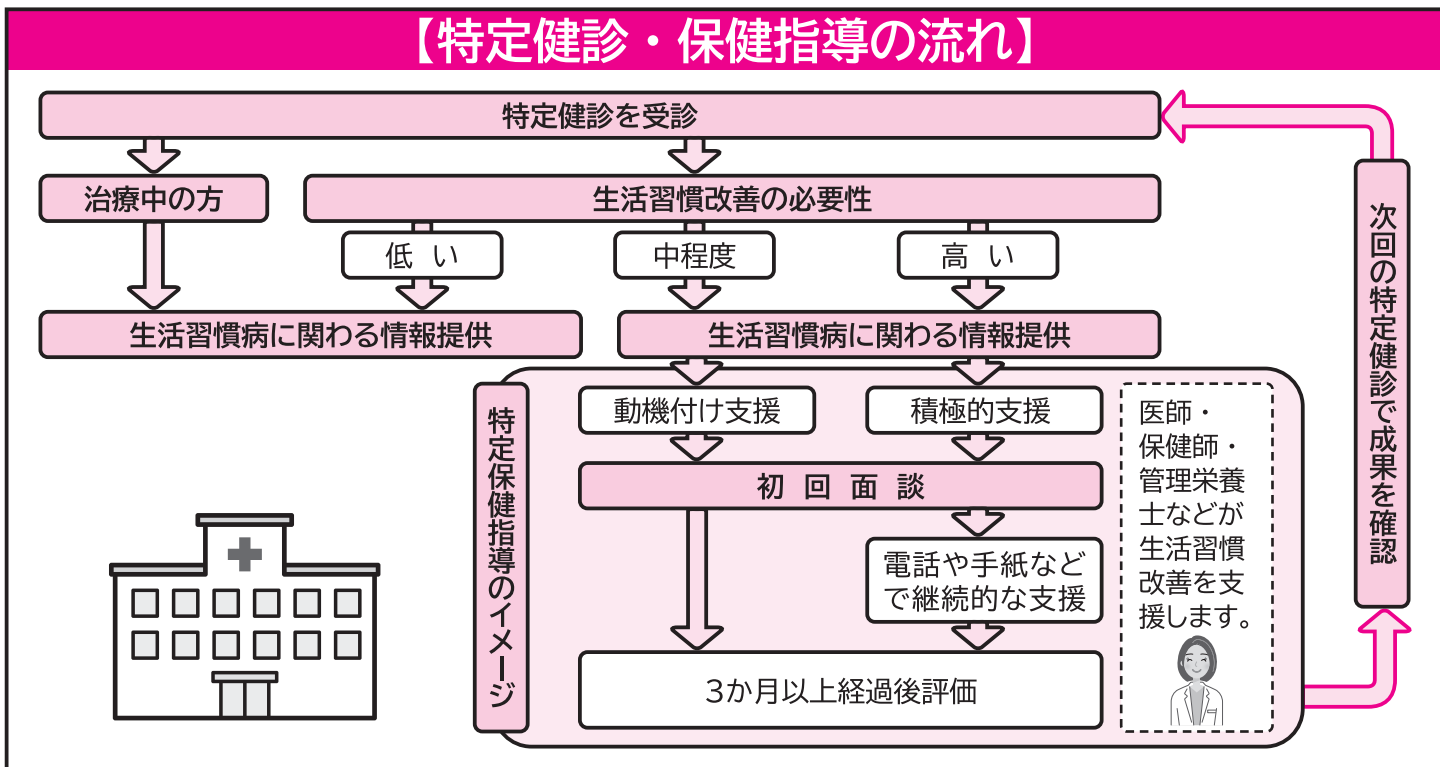 【特定健診・保健指導の流れ】
特定健診を受診
治療中の方
生活習慣改善の必要性
低い
中程度
高い
生活習慣病に関わる情報提供
生活習慣病に関わる情報提供
特定保健指導のイメージ
動機付け支援
積極的支援
初回面談
電話や手紙など
で継続的な支援
3か月以上経過後評価
医師・
保健師・
管理栄養
士などが
生活習慣
改善を支
援します。
次回の特定健診で成果を確認